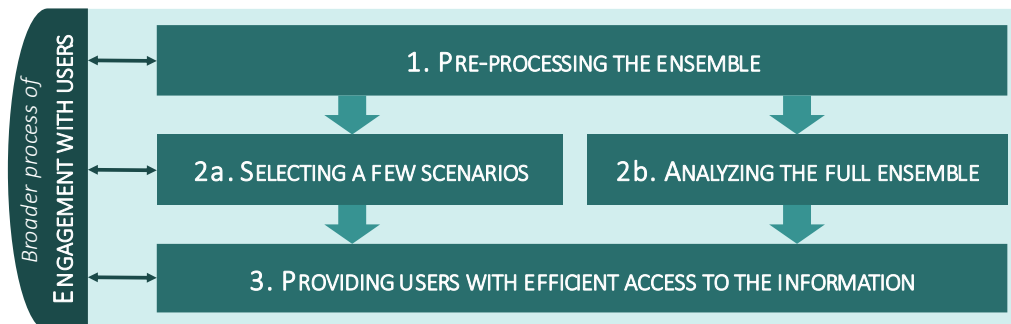 Broader process of
ENGAGEMENT WITH USERS
1. PRE-PROCESSING THE ENSEMBLE
2a. SELECTING A FEW SCENARIOS
2b. ANALYZING THE FULL ENSEMBLE
3. PROVIDING USERS WITH EFFICIENT ACCESS TO THE INFORMATION